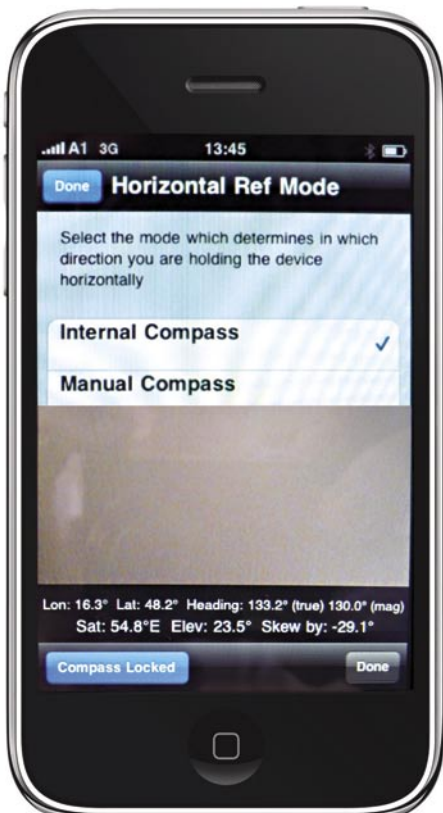 A1 3G 13:45
Done Horizontal Ref Mode
Select the mode which determines in which
direction you are holding the device
horizontally
Internal Compass
Manual Compass
Lon: 16.3° Lat: 48.2° Heading: 133.2° (true) 130.0° (mag)
Sat: 54.8°E Elev: 23.5° Skew by: -29.1°
Compass Locked Done